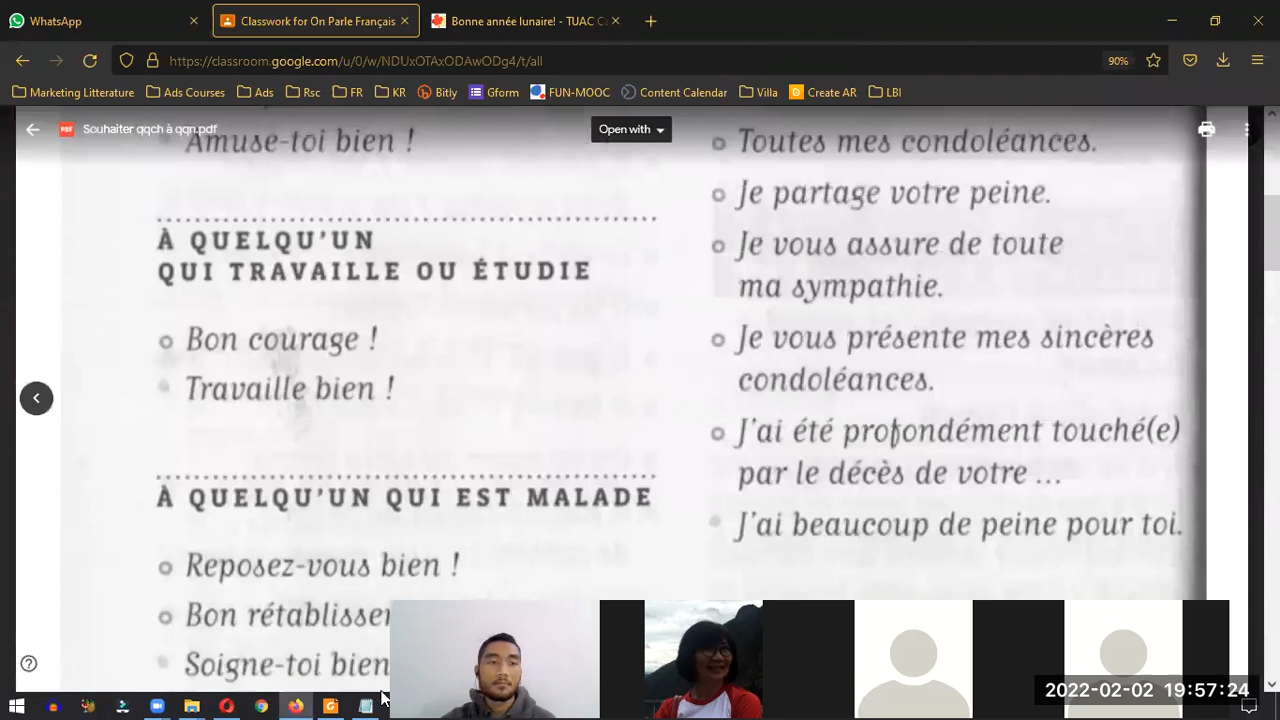 WhatsApp
Classwork for On Parle Français
Bonne année lunaire! - TUAC Ca
https://classroom.google.com/u/0/w/NDUxOTAxODAwODg4/t/all
90%
Marketing Litterature
Ads Courses
Ads
Rsc
FR
KR
Bitly
Gform
FUN-MOOC
Content Calendar
Villa
Create AR
LBI
PDF
Souhaiter qqch à qqn.pdf
Open with
Amuse-toi bien !
À QUELQU'UN
QUI TRAVAILLE OU ÉTUDIE
Bon courage !
Travaille bien !
À QUELQU'UN QUI EST MALADE
Reposez-vous bien !
Bon rétablisser
Soigne-toi bien
Toutes mes condoléances.
Je partage votre peine.
Je vous assure de toute
ma sympathie.
Je vous présente mes sincères
condoléances.
J'ai été profondément touché(e)
par le décès de votre ...
J'ai beaucoup de peine pour toi.
2022-02-02 19:57:24